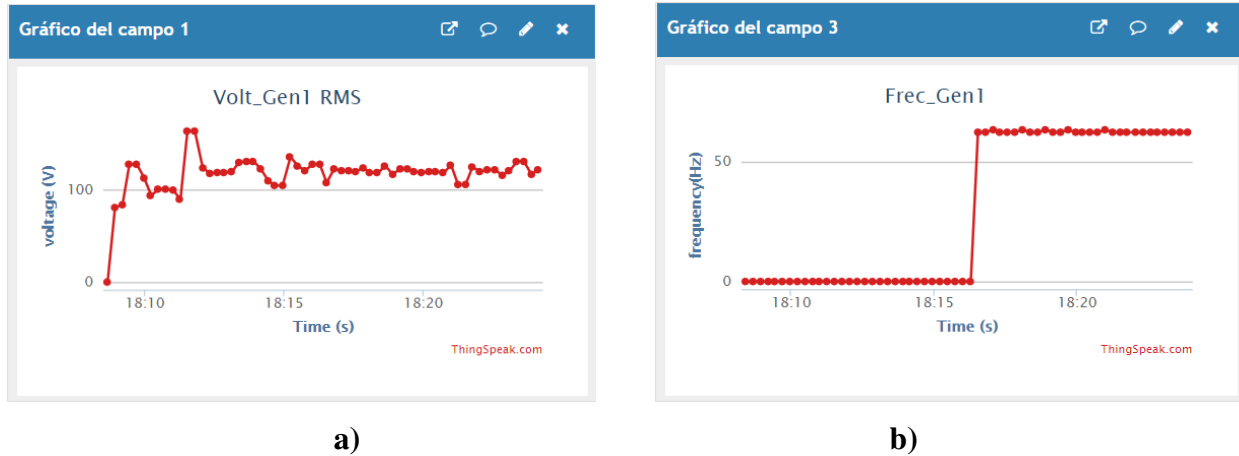 Gráfico del campo 1
Volt_Gen1 RMS
voltage (V)
100
0
18:10
18:15
18:20
Time (s)
ThingSpeak.com
a)
Gráfico del campo 3
Frec_Gen1
frequency(Hz)
50
0
18:10
18:15
18:20
Time (s)
ThingSpeak.com
b)